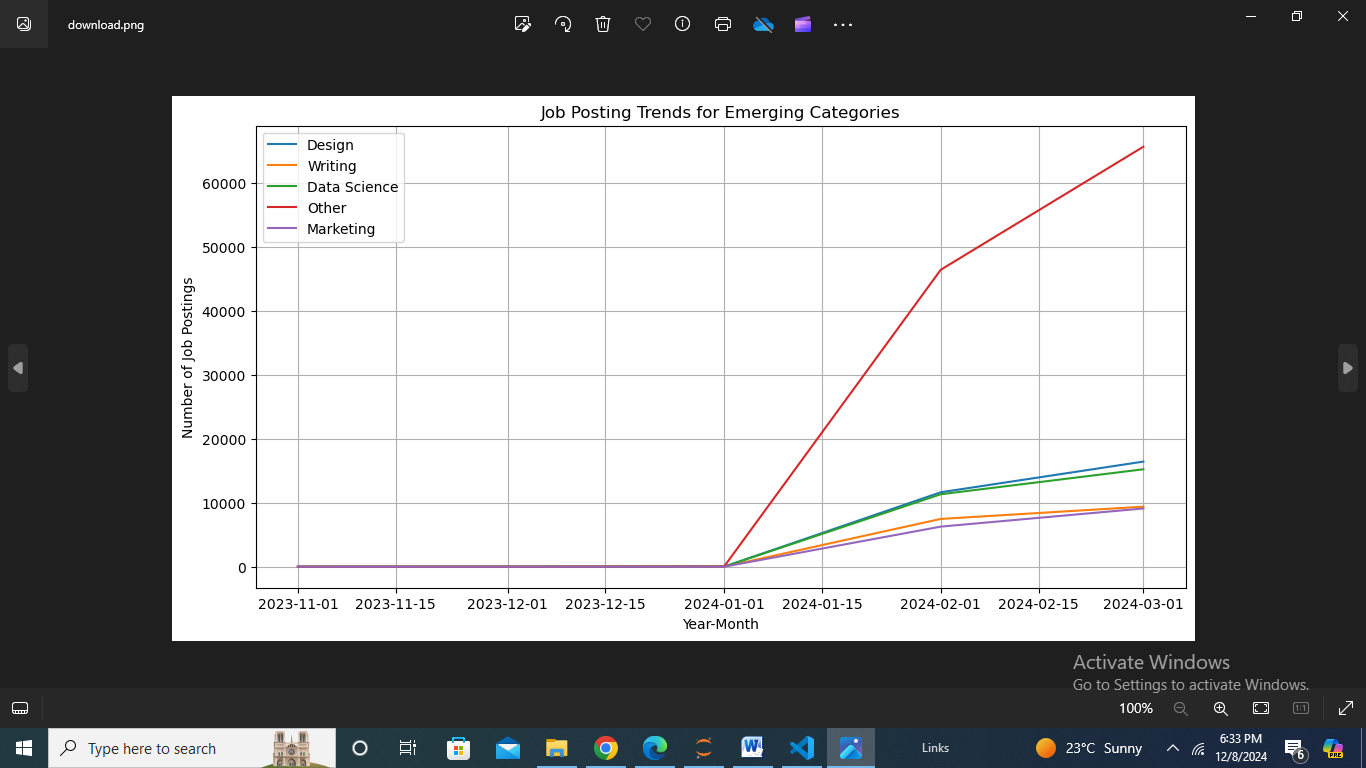 download.png
Job Posting Trends for Emerging Categories
Design
Writing
Data Science
Other
Marketing
Number of Job Postings
60000
50000
40000
30000
20000
10000
0
2023-11-01 2023-11-15 2023-12-01 2023-12-15 2024-01-01 2024-01-15 2024-02-01 2024-02-15 2024-03-01
Year-Month
Activate Windows
Go to Settings to activate Windows.
100%
1:1
Type here to search
Links
23°C Sunny
6:33 PM
12/8/2024
6
PRE